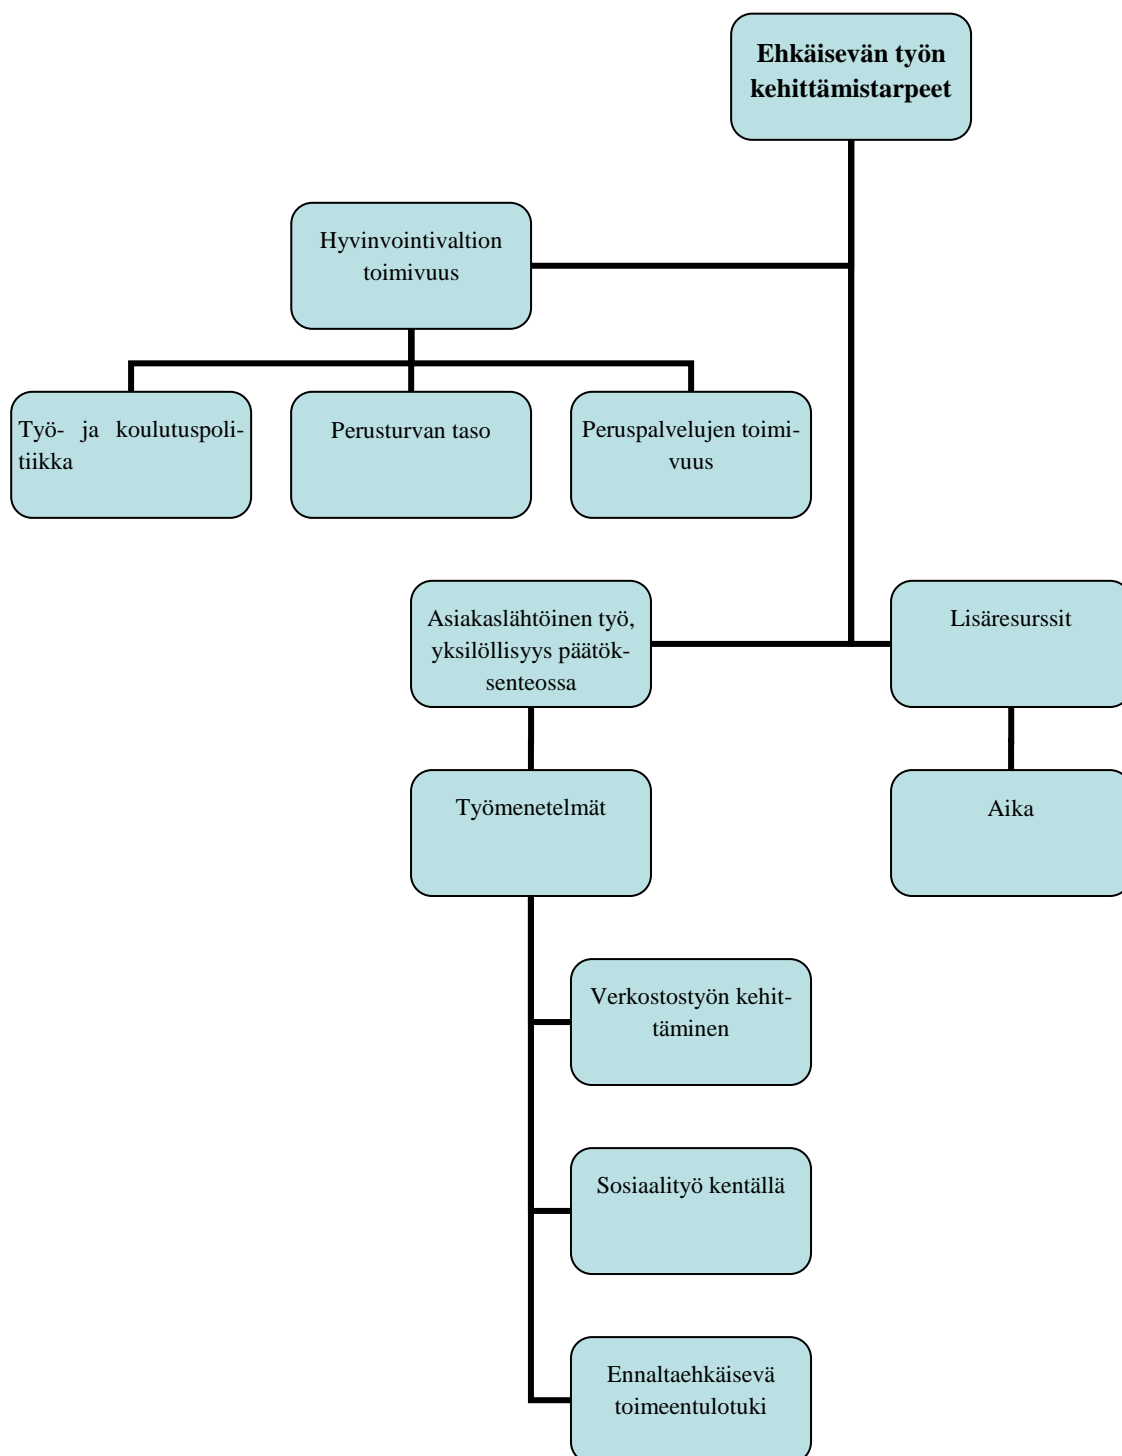 Ehkäisevän työn
kehittämistarpeet
Hyvinvointivaltion
toimivuus
Työ- ja koulutuspoli-
tiikka
Perusturvan taso
Peruspalvelujen toimi-
vuus
Asiakaslähtöinen työ,
yksilöllisyys päätök-
senteossa
Lisäresurssit
Työmenetelmät
Aika
Verkostostyön kehit-
täminen
Sosiaalityö kentällä
Ennaltaehkäisevä
toimeentulotuki